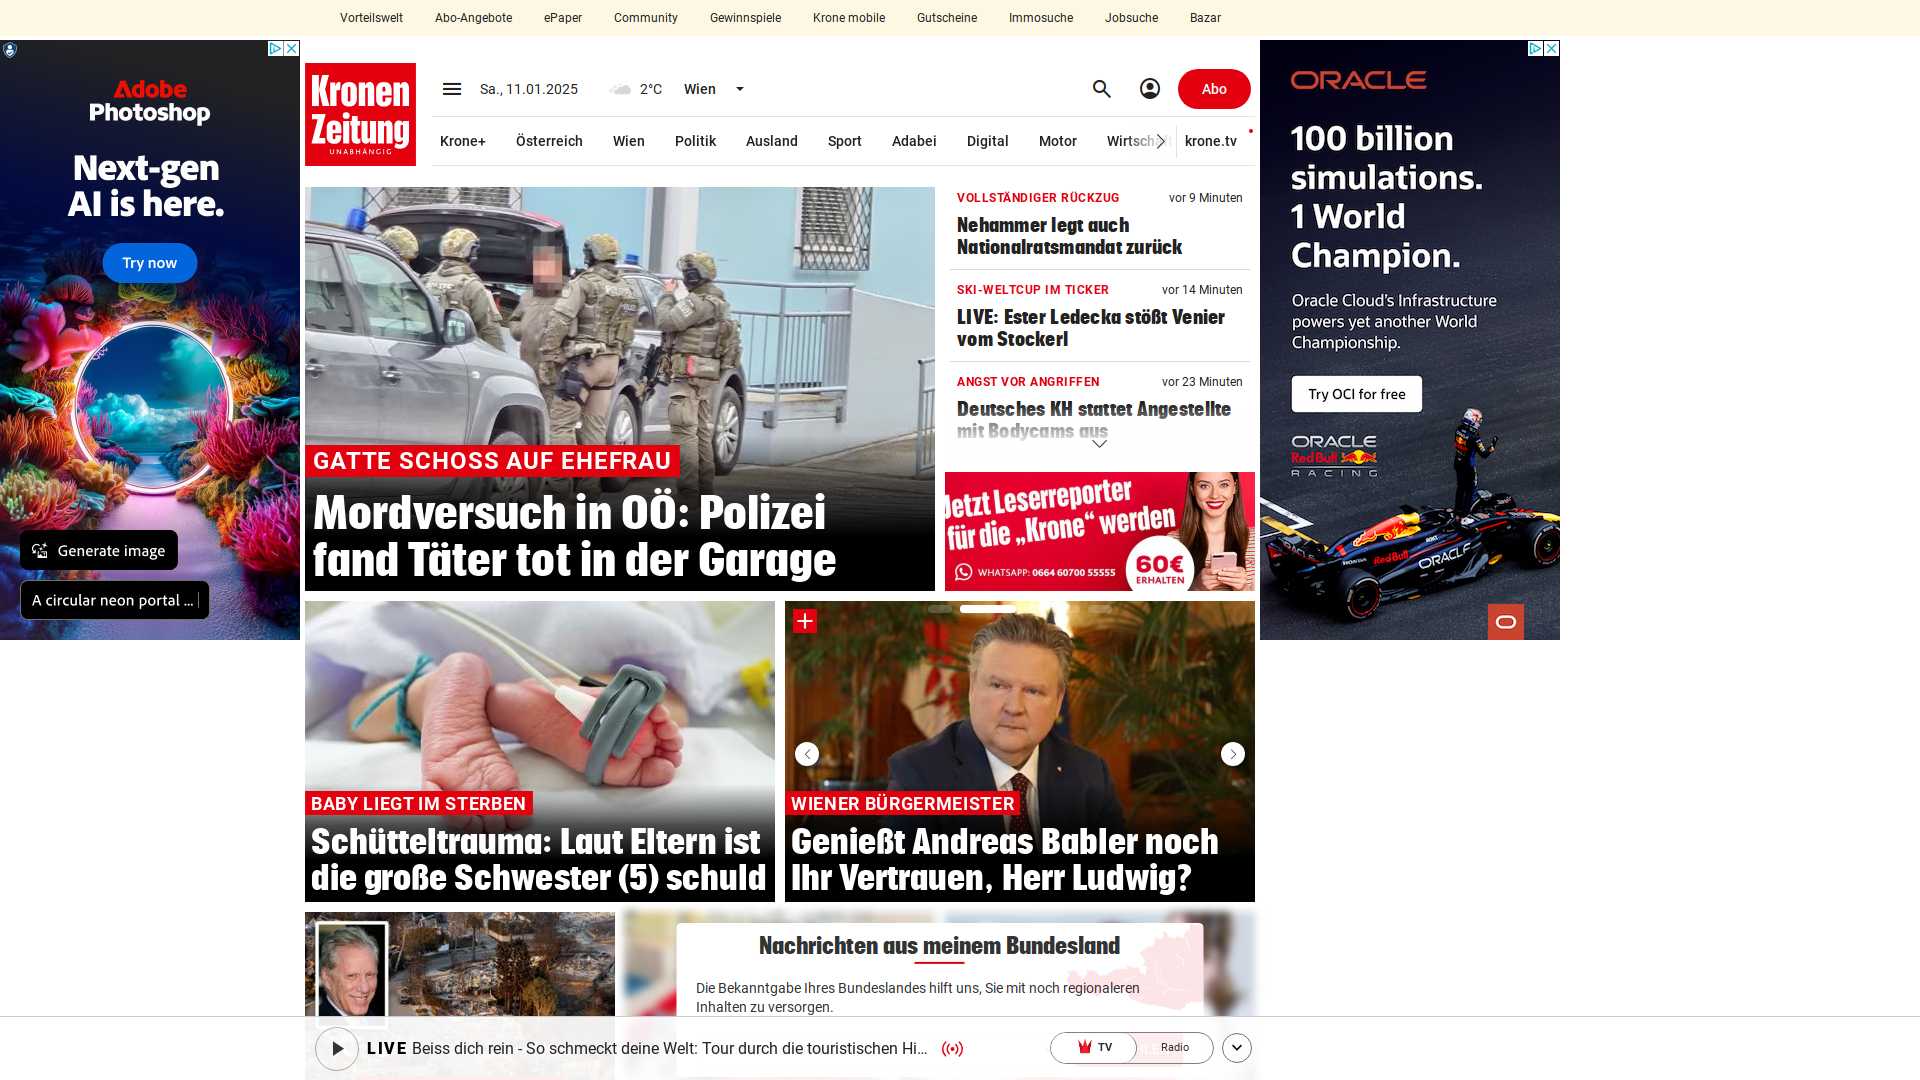 Vorteilswelt
Abo-Angebote
ePaper
Community
Gewinnspiele
Krone mobile
Gutscheine
Immosuche
Jobsuche
Bazar
Adobe
Photoshop
Next-gen
AI is here.
Try now
Generate image
A circular neon portal ...
Kronen
Zeitung
UNABHÄNGIG
Sa., 11.01.2025
2°C
Wien
Abo
Krone+
Österreich
Wien
Politik
Ausland
Sport
Adabei
Digital
Motor
krone.tv
GATTE SCHOSS AUF EHEFRAU
Mordversuch in OÖ: Polizei
fand Täter tot in der Garage
VOLLSTÄNDIGER RÜCKZUG
vor 9 Minuten
Nehammer legt auch
Nationalratsmandat zurück
SKI-WELTCUP IM TICKER
vor 14 Minuten
LIVE: Ester Ledecka stößt Venier
vom Stockerl
ANGST VOR ANGRIFFEN
vor 23 Minuten
Deutsches KH stattet Angestellte
mit Bodycams aus
Jetzt Leserreporter
für die „Krone“ werden
WHATSAPP: 0664 60700 55555
60€
ERHALTEN
BABY LIEGT IM STERBEN
Schütteltrauma: Laut Eltern ist
die große Schwester (5) schuld
WIENER BÜRGERMEISTER
Genießt Andreas Babler noch
Ihr Vertrauen, Herr Ludwig?
Nachrichten aus meinem Bundesland
Die Bekanntgabe Ihres Bundeslandes hilft uns, Sie mit noch regionaleren
Inhalten zu versorgen.
LIVE Beiss dich rein - So schmeckt deine Welt: Tour durch die touristischen Hi...
TV
Radio
ORACLE
100 billion
simulations.
1 World
Champion.
Oracle Cloud's Infrastructure
powers yet another World
Championship.
Try OCI for free
ORACLE
Red Bull
RACING
Red Bull
ORACLE